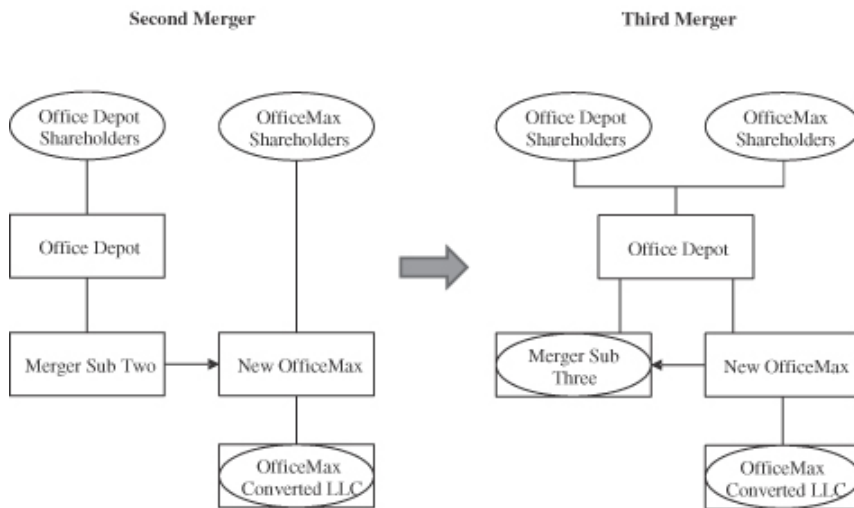 Second Merger
Office Depot
Shareholders
OfficeMax
Shareholders
Office Depot
Merger Sub Two
New OfficeMax
OfficeMax
Converted LLC
Third Merger
Office Depot
Shareholders
OfficeMax
Shareholders
Office Depot
Merger Sub
Three
New OfficeMax
OfficeMax
Converted LLC